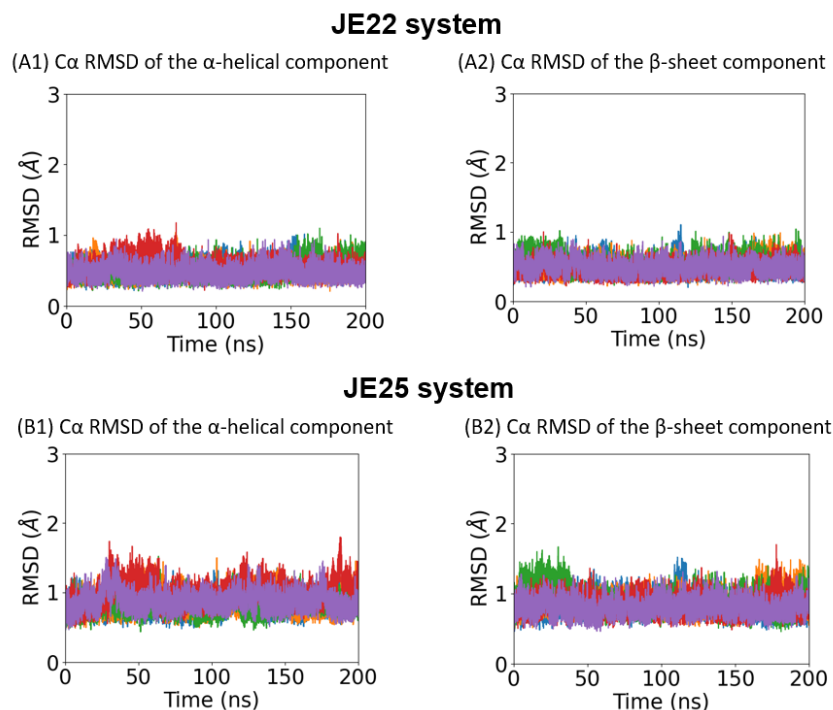 JE22 system
(A1) Cα RMSD of the α-helical component
(A2) Cα RMSD of the β-sheet component
3
2
1
0
RMSD (Å)
0 50 100 150 200
Time (ns)
3
2
1
0
RMSD (Å)
0 50 100 150 200
Time (ns)
JE25 system
(B1) Cα RMSD of the α-helical component
(B2) Cα RMSD of the β-sheet component
3
2
1
0
RMSD (Å)
0 50 100 150 200
Time (ns)
3
2
1
0
RMSD (Å)
0 50 100 150 200
Time (ns)